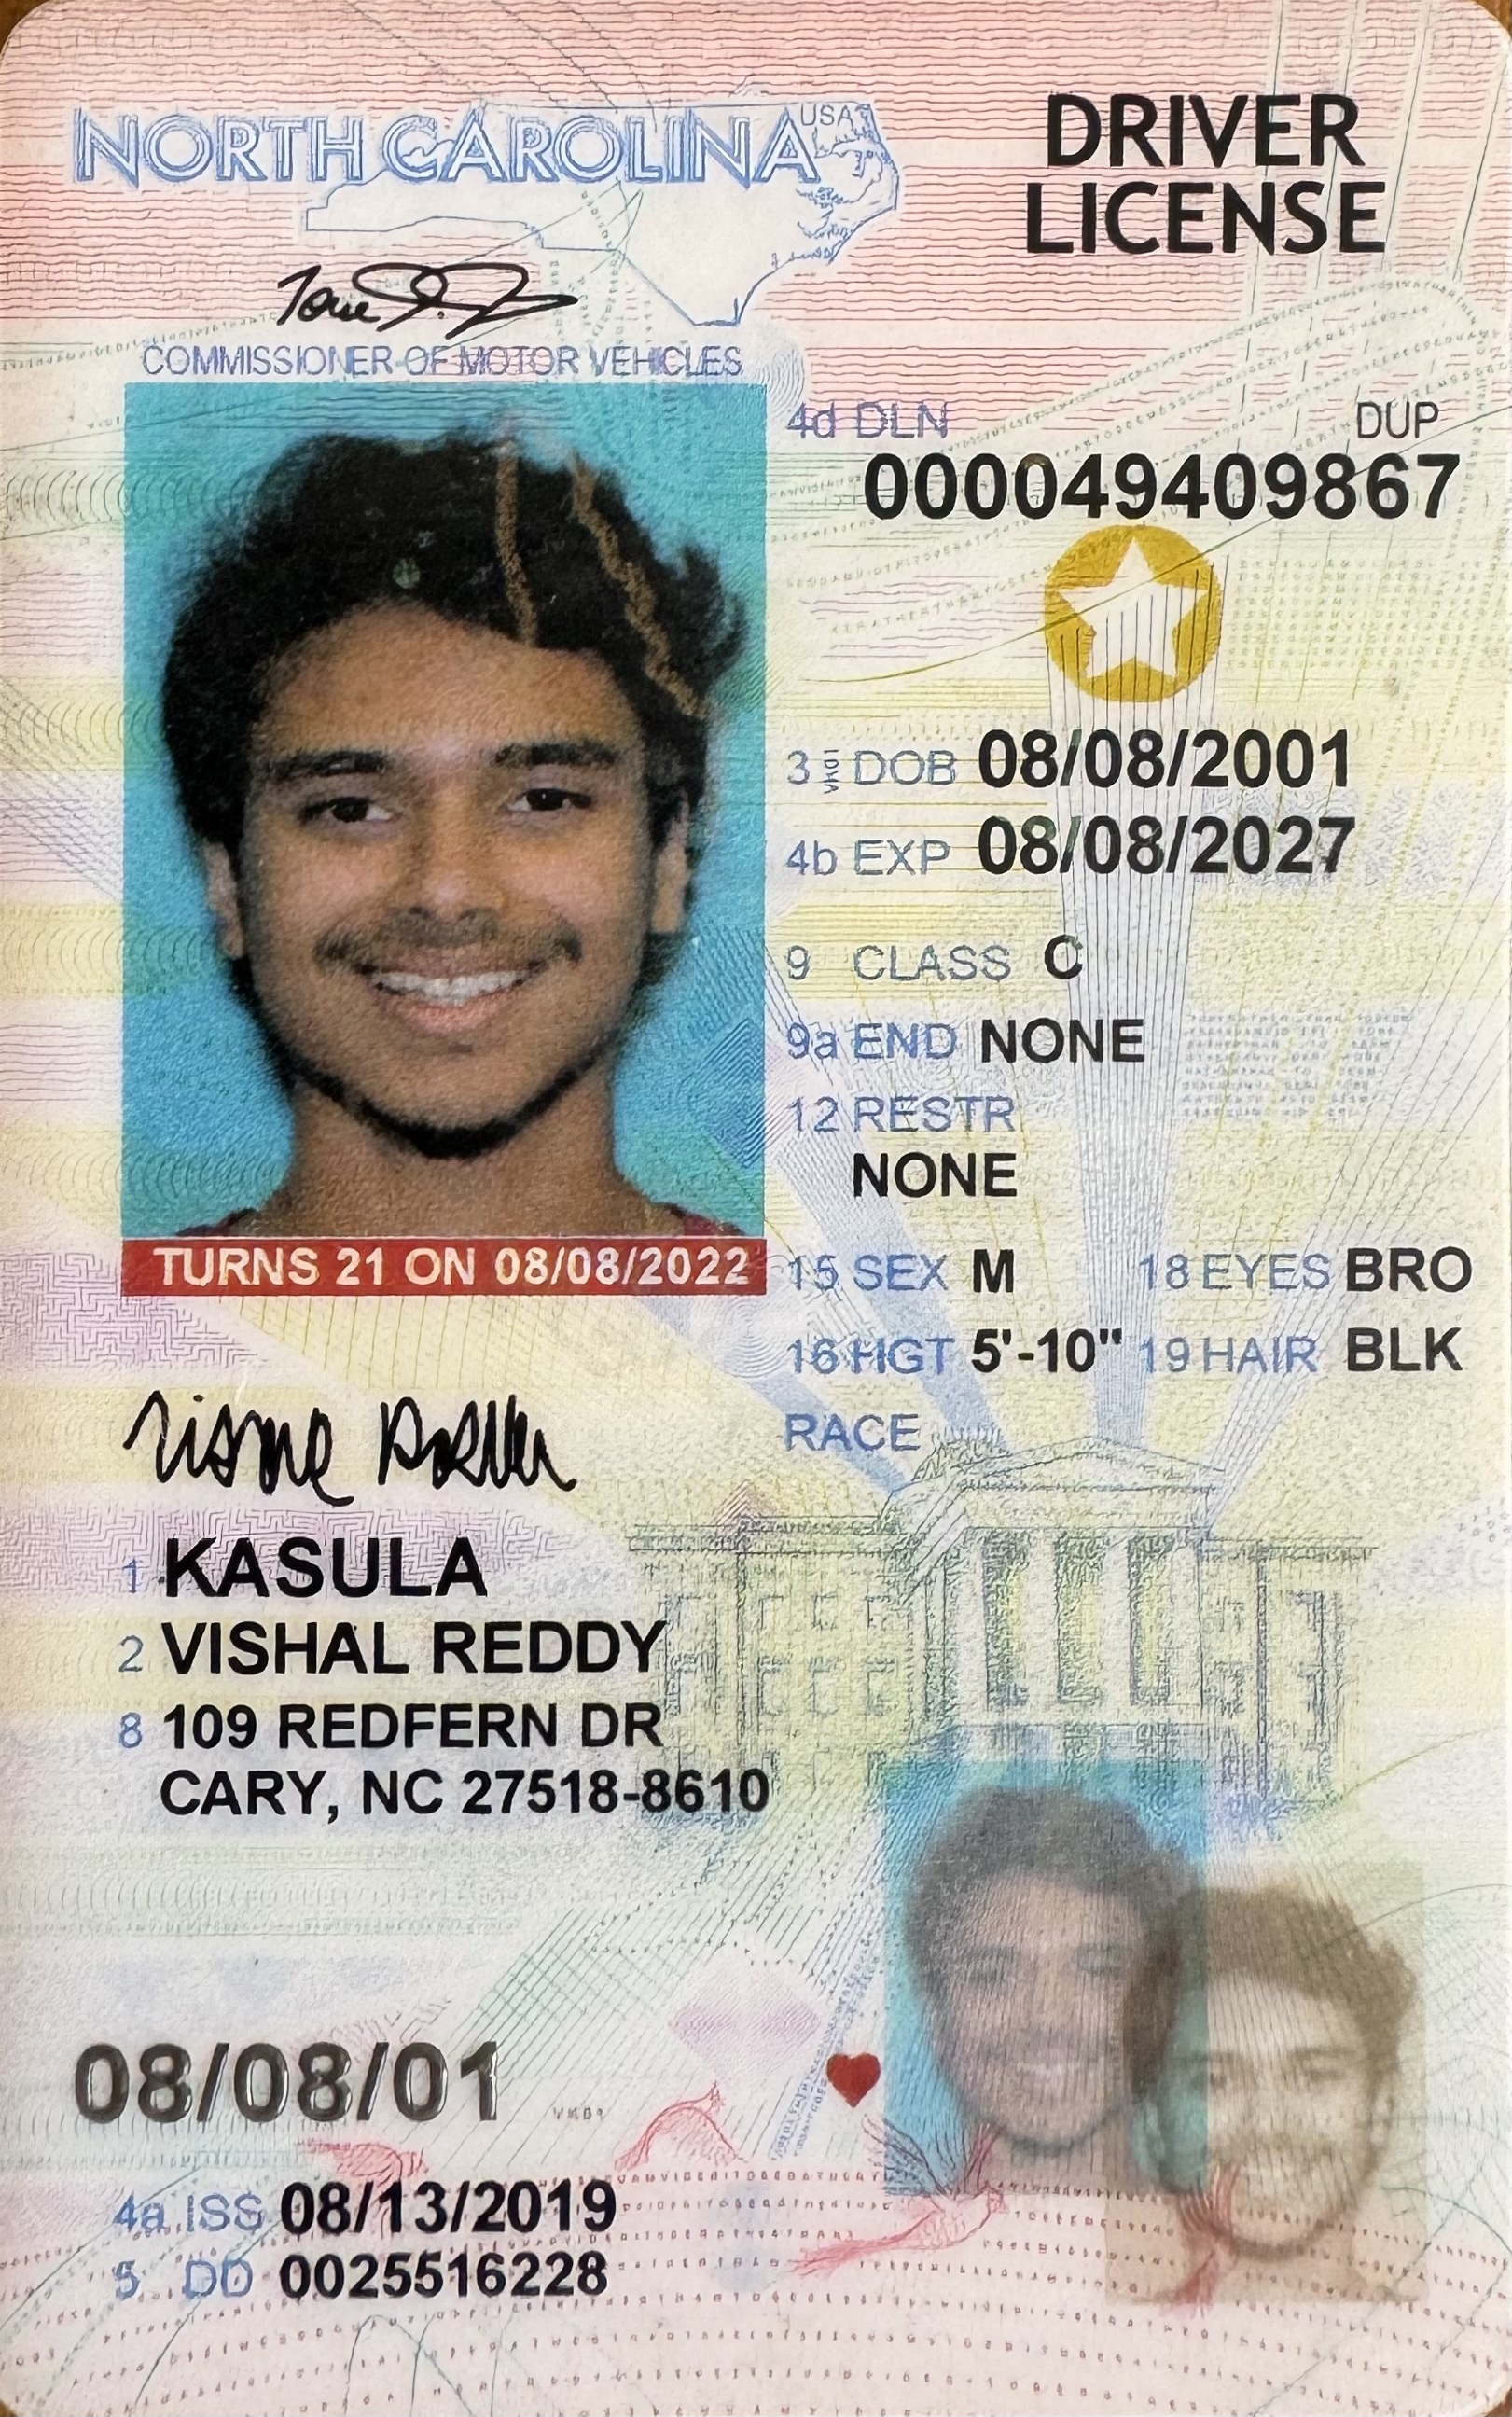 NORTH CAROLINA
USA
DRIVER
LICENSE
COMMISSIONER OF MOTOR VEHICLES
4d DLN
DUP
000049409867
3 DOB 08/08/2001
4b EXP 08/08/2027
9 CLASS C
9a END NONE
12 RESTR
NONE
TURNS 21 ON 08/08/2022
15 SEX M 18 EYES BRO
16 HGT 5'-10" 19 HAIR BLK
RACE
1 KASULA
2 VISHAL REDDY
8 109 REDFERN DR
CARY, NC 27518-8610
08/08/01
4a ISS 08/13/2019
5 DD 0025516228